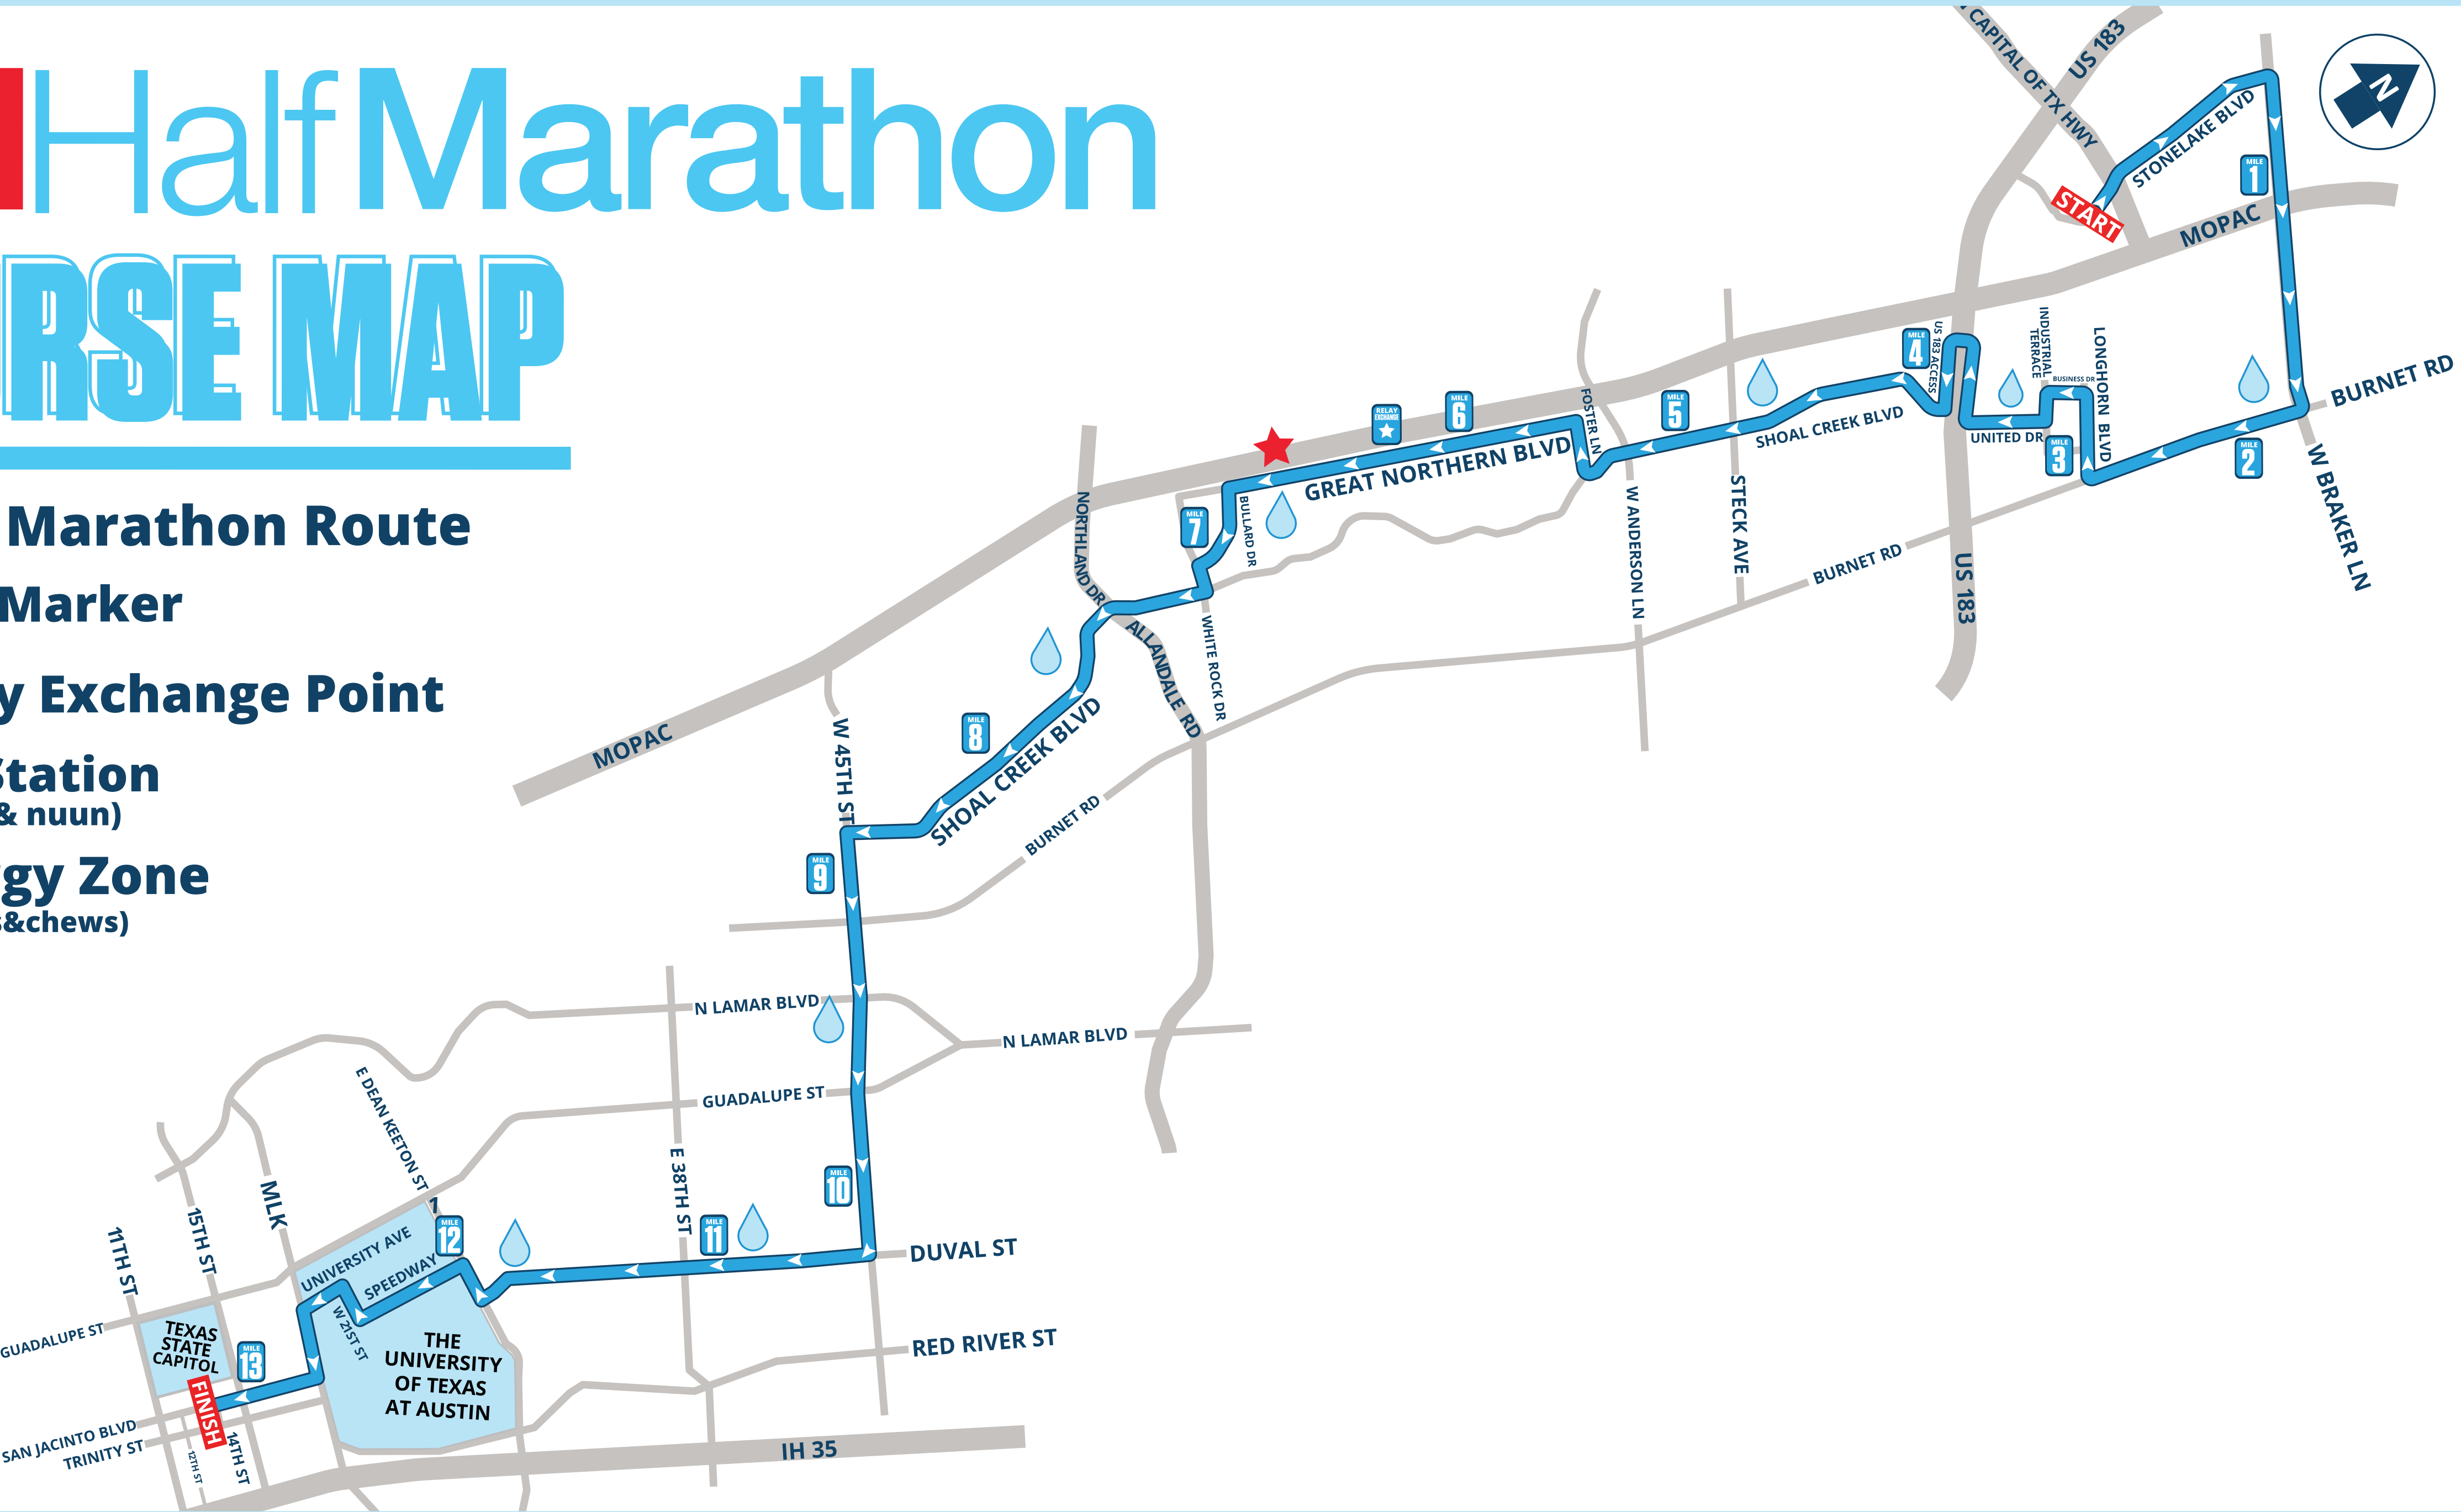 Half Marathon
RSE MAP
Marathon Route
Marker
y Exchange Point
Station
& nuun)
gy Zone
&chews)
CAPITAL OF TX HWY
US 183
N
STONELAKE BLVD
START
MILE
1
MOPAC
BURNET RD
W BRAKER LN
MILE
2
LONGHORN BLVD
BUSINESS DR
INDUSTRIAL
TERRACE
MILE
3
UNITED DR
US 183 ACCESS
MILE
4
US 183
SHOAL CREEK BLVD
BURNET RD
STECK AVE
MILE
5
W ANDERSON LN
FOSTER LN
MILE
6
RELAY
EXCHANGE
GREAT NORTHERN BLVD
BULLARD DR
MILE
7
WHITE ROCK DR
NORTHLAND DR
ALLANDALE RD
MOPAC
MILE
8
SHOAL CREEK BLVD
BURNET RD
W 45TH ST
MILE
9
N LAMAR BLVD
N LAMAR BLVD
GUADALUPE ST
MILE
10
E 38TH ST
MILE
11
DUVAL ST
RED RIVER ST
IH 35
E DEAN KEETON ST
1
MILE
12
UNIVERSITY AVE
SPEEDWAY
W 21ST ST
THE
UNIVERSITY
OF TEXAS
AT AUSTIN
MLK
15TH ST
11TH ST
GUADALUPE ST
TEXAS
STATE
CAPITOL
MILE
13
FINISH
SAN JACINTO BLVD
TRINITY ST
12TH ST
14TH ST